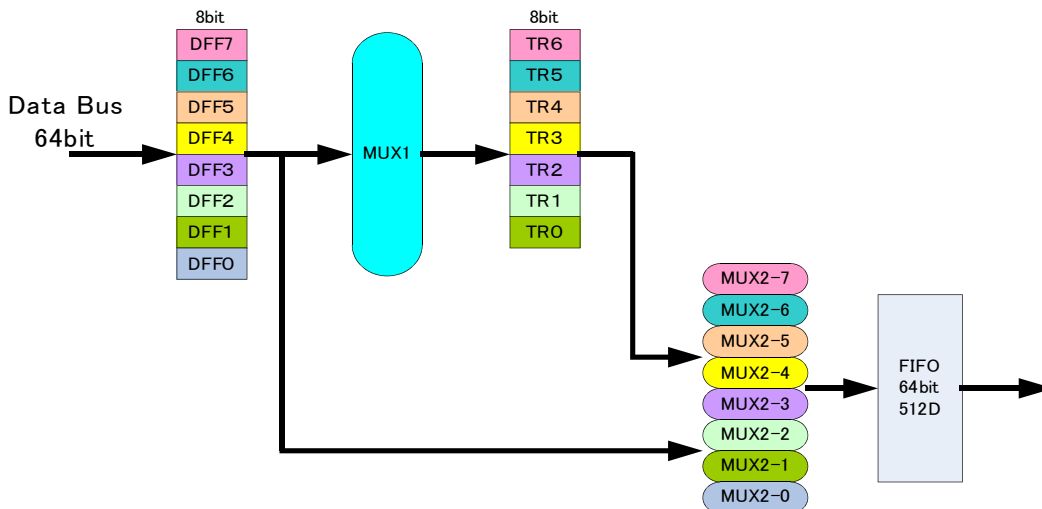 8bit
DFF7
DFF6
DFF5
DFF4
DFF3
DFF2
DFF1
DFF0
Data Bus
64bit
MUX1
8bit
TR6
TR5
TR4
TR3
TR2
TR1
TR0
MUX2-7
MUX2-6
MUX2-5
MUX2-4
MUX2-3
MUX2-2
MUX2-1
MUX2-0
FIFO
64bit
512D